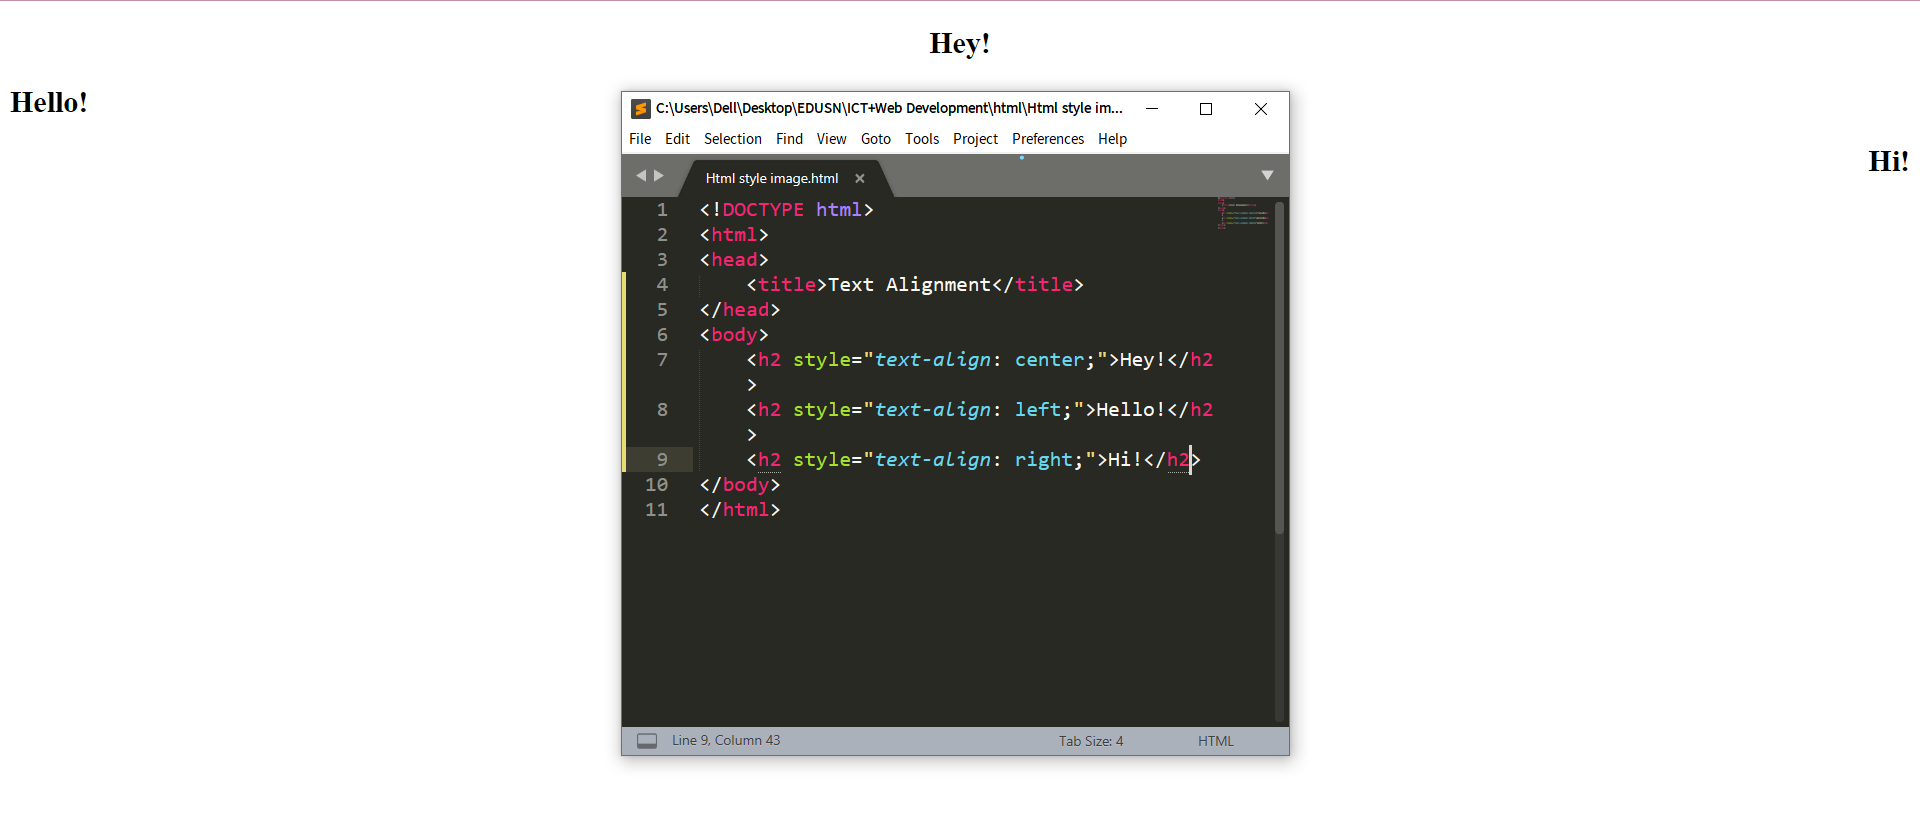 Hey!
Hello!
Hi!
C:\Users\Dell\Desktop\EDUSN\ICT+Web Development\html\Html style im...
File Edit Selection Find View Goto Tools Project Preferences Help
Html style image.html
1 <!DOCTYPE html>
2 <html>
3 <head>
4 <title>Text Alignment</title>
5 </head>
6 <body>
7 <h2 style="text-align: center;">Hey!</h2
>
8 <h2 style="text-align: left;">Hello!</h2
>
9 <h2 style="text-align: right;">Hi!</h2>
10 </body>
11 </html>
Line 9, Column 43 Tab Size: 4 HTML